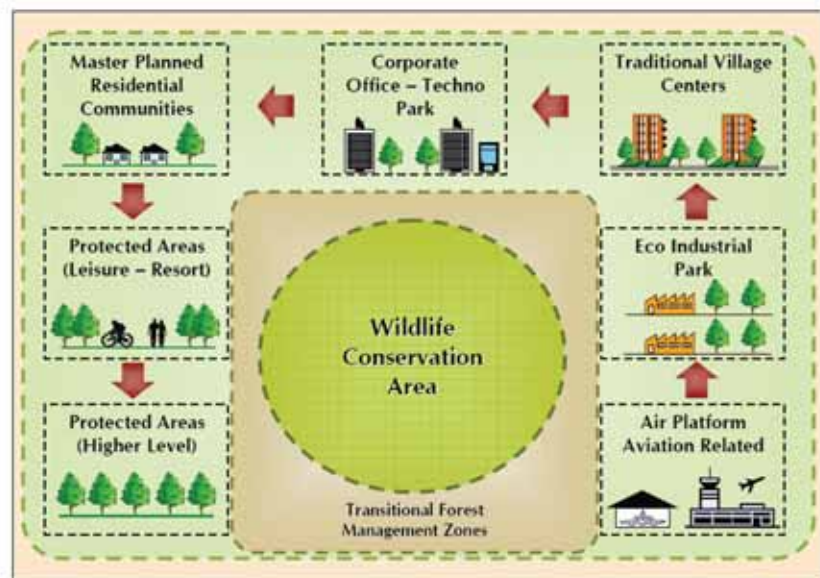 Master Planned
Residential
Communities
Corporate
Office – Techno
Park
Traditional Village
Centers
Protected Areas
(Leisure – Resort)
Wildlife
Conservation
Area
Eco Industrial
Park
Protected Areas
(Higher Level)
Air Platform
Aviation Related
Transitional Forest
Management Zones